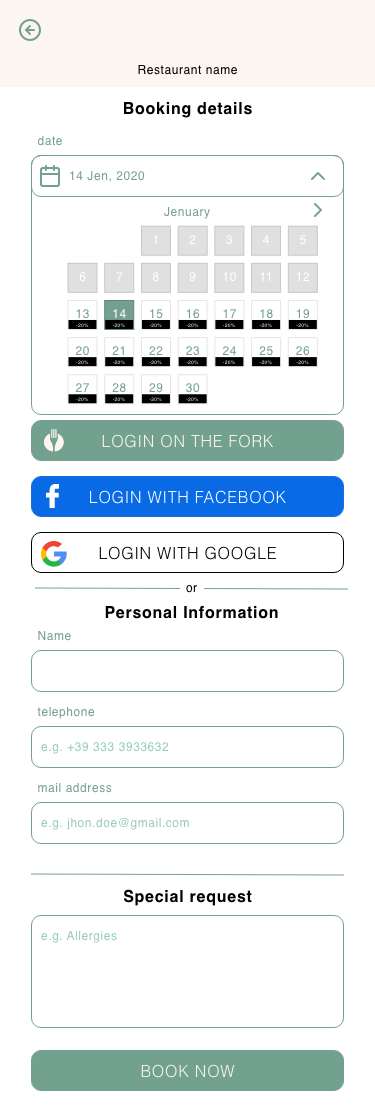 Restaurant name
Booking details
date
14 Jen, 2020
Jenuary
1 2 3 4 5
6 7 8 9 10 11 12
13 14 15 16 17 18 19
-20% -20% -20% -20% -20% -20% -20%
20 21 22 23 24 25 26
-20% -20% -20% -20% -20% -20% -20%
27 28 29 30
-20% -20% -20% -20%
LOGIN ON THE FORK
LOGIN WITH FACEBOOK
LOGIN WITH GOOGLE
or
Personal Information
Name
telephone
e.g. +39 333 3933632
mail address
e.g. jhon.doe@gmail.com
Special request
e.g. Allergies
BOOK NOW